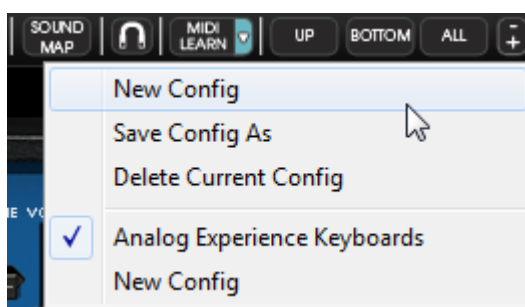 SOUND
MAP
MIDI
LEARN
UP
BOTTOM
ALL
New Config
Save Config As
Delete Current Config
Analog Experience Keyboards
New Config